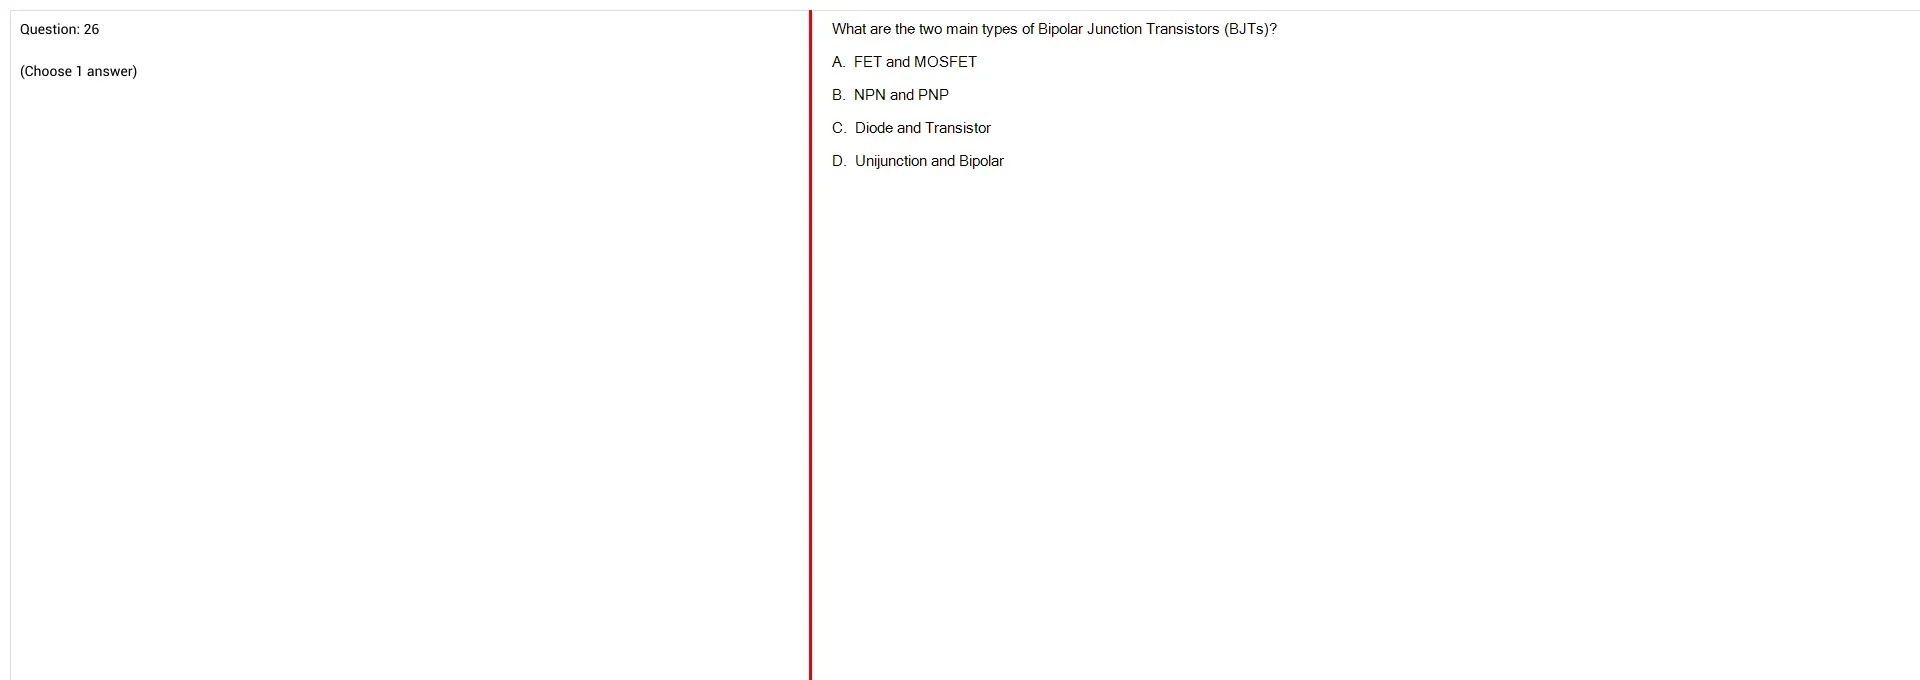 Question: 26
(Choose 1 answer)
What are the two main types of Bipolar Junction Transistors (BJTs)?
A. FET and MOSFET
B. NPN and PNP
C. Diode and Transistor
D. Unijunction and Bipolar